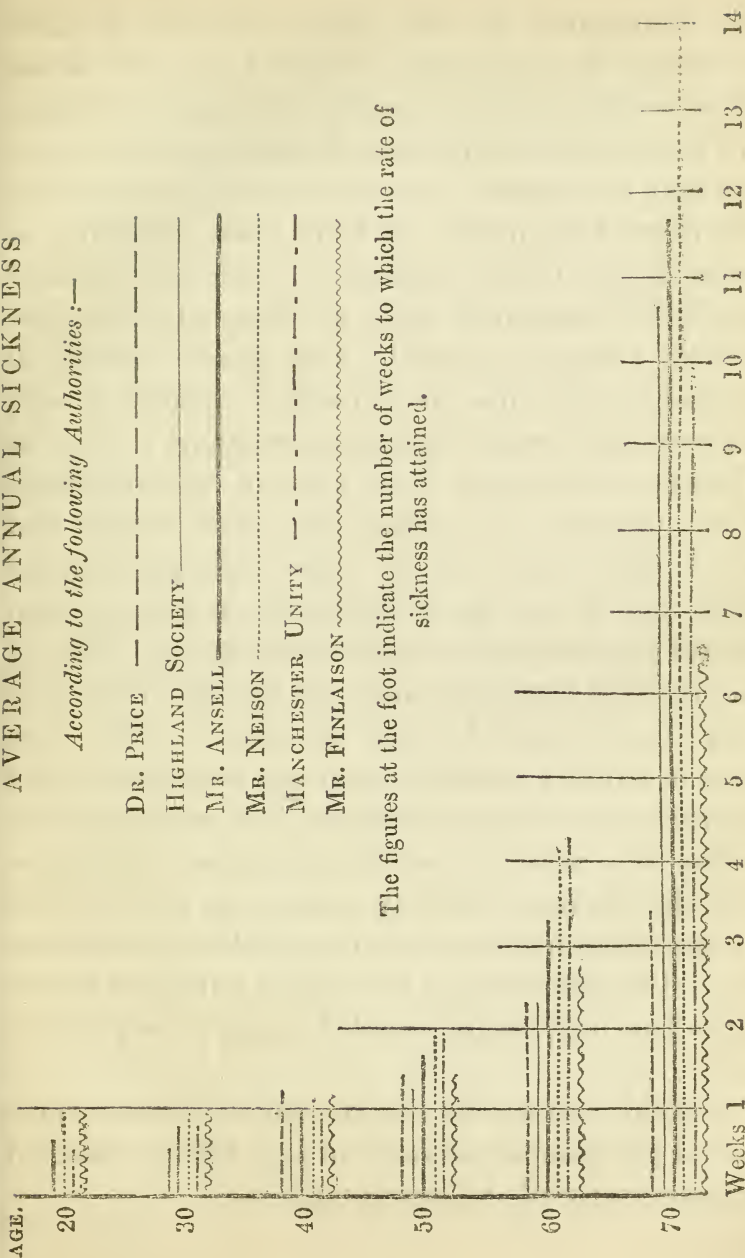 AVERAGE ANNUAL SICKNESS
According to the following Authorities :—
DR. PRICE
HIGHLAND SOCIETY
MR. ANSELL
MR. NEISON
MANCHESTER UNITY
MR. FINLAISON
The figures at the foot indicate the number of weeks to which the rate of
sickness has attained.
AGE.
20
30
40
50
60
70
Weeks 1 2 3 4 5 6 7 8 9 10 11 12 13 14